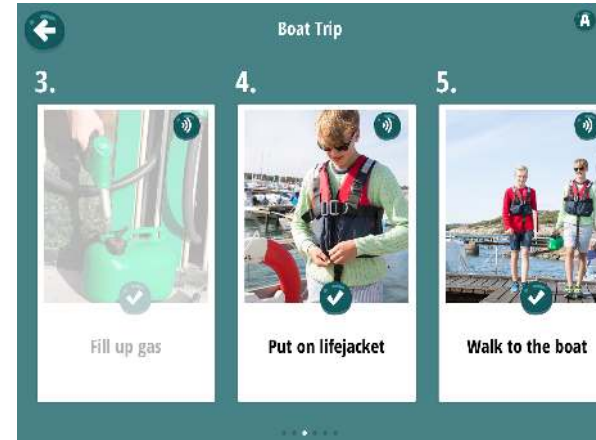 Boat Trip
A
3.
4.
5.
Fill up gas
Put on lifejacket
Walk to the boat